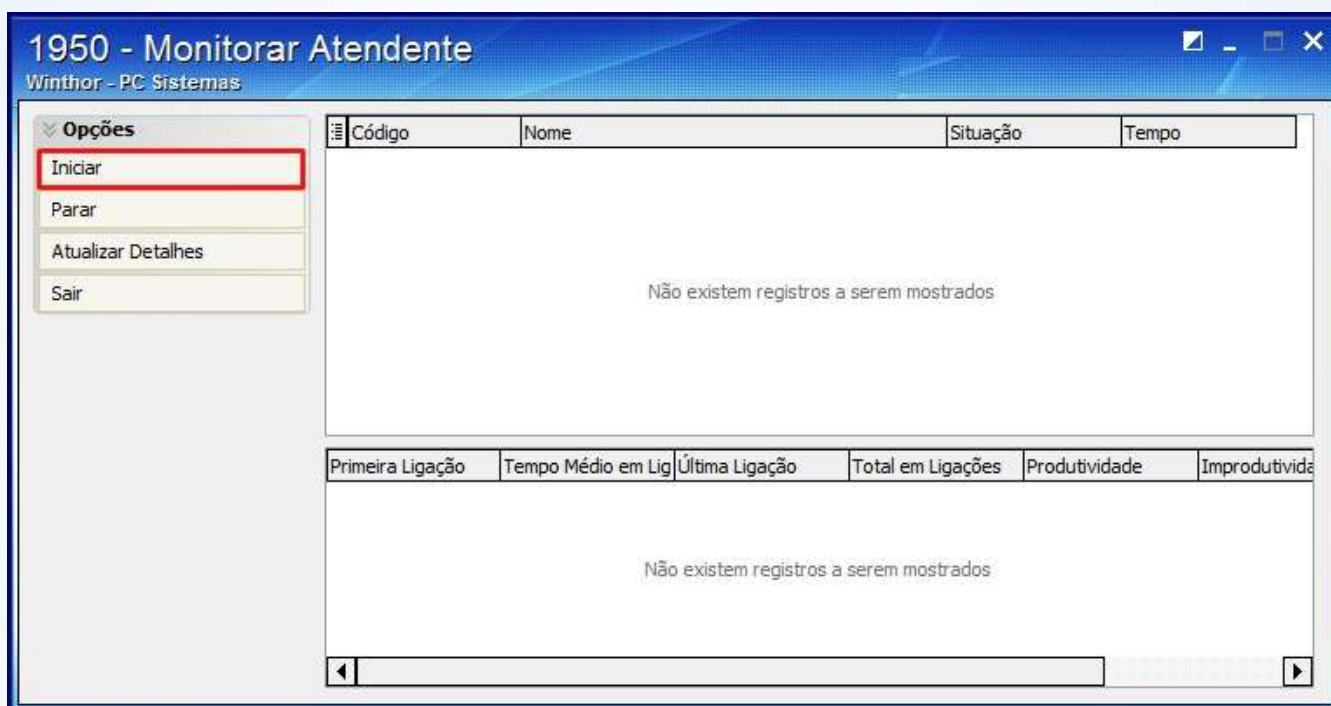 1950 - Monitorar Atendente
Winthor - PC Sistemas
Opções
Iniciar
Parar
Atualizar Detalhes
Sair
Código Nome Situação Tempo
Não existem registros a serem mostrados
Primeira Ligação Tempo Médio em Lig Última Ligação Total em Ligações Produtividade Improdutivida
Não existem registros a serem mostrados